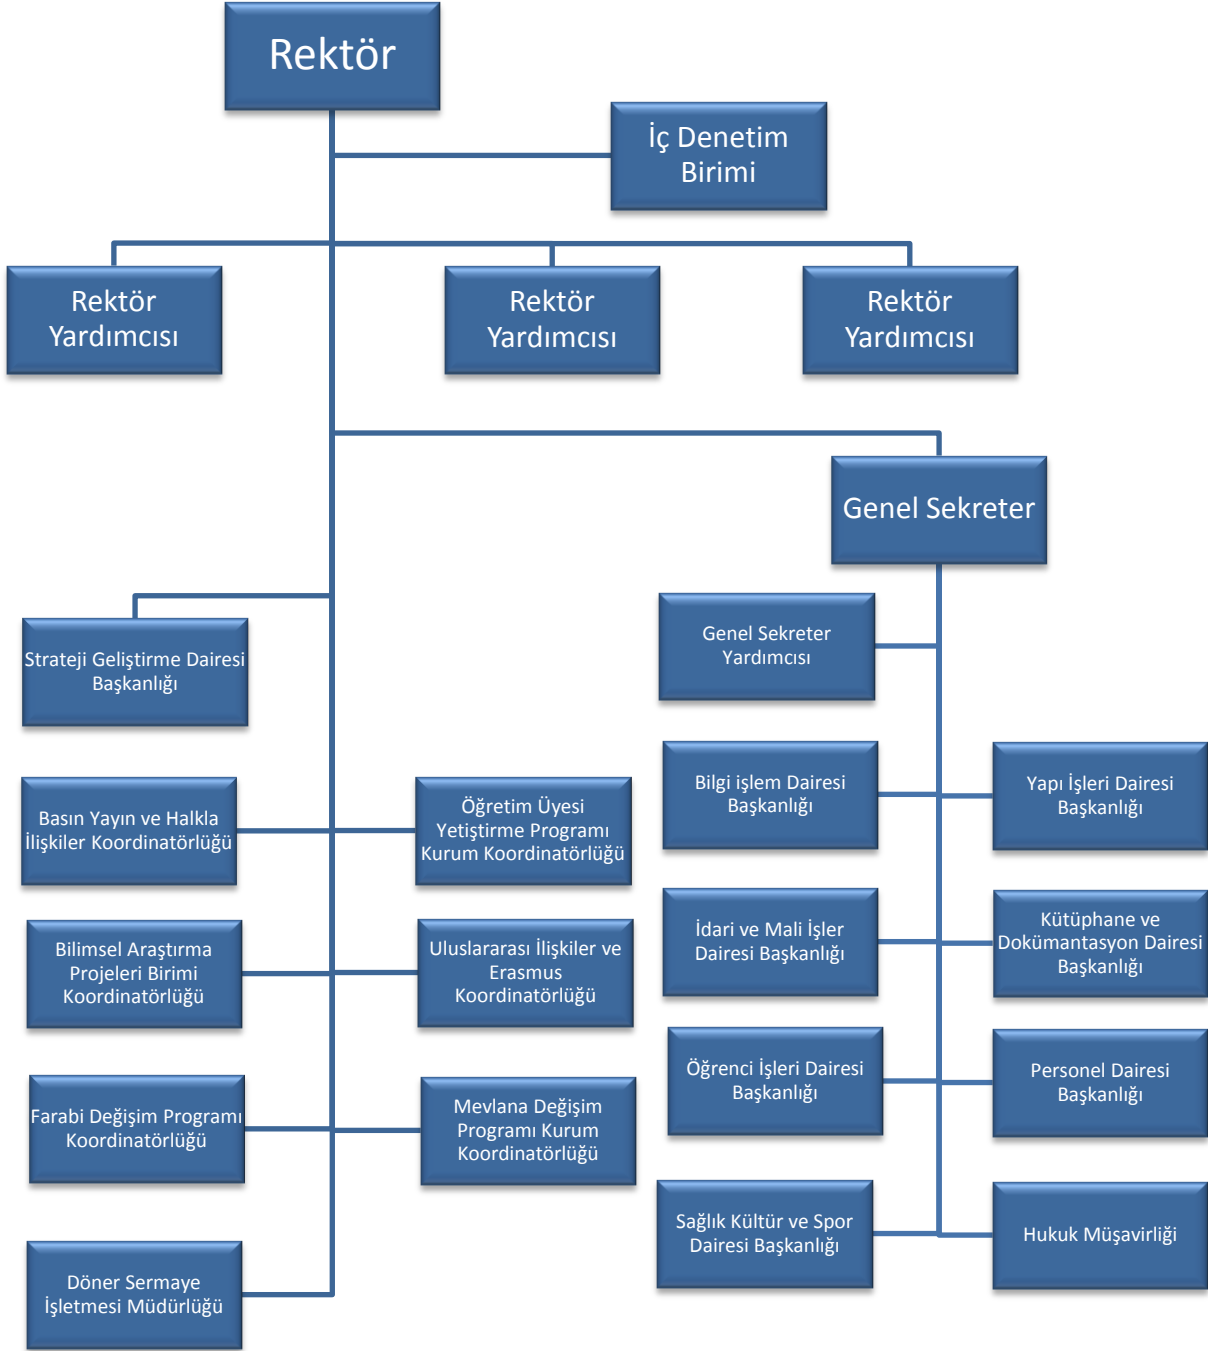 Rektör
İç Denetim
Birimi
Rektör
Yardımcısı
Rektör
Yardımcısı
Rektör
Yardımcısı
Genel Sekreter
Strateji Geliştirme Dairesi
Başkanlığı
Genel Sekreter
Yardımcısı
Basın Yayın ve Halkla
İlişkiler Koordinatörlüğü
Öğretim Üyesi
Yetiştirme Programı
Kurum Koordinatörlüğü
Bilgi işlem Dairesi
Başkanlığı
Yapı İşleri Dairesi
Başkanlığı
Bilimsel Araştırma
Projeleri Birimi
Koordinatörlüğü
Uluslararası İlişkiler ve
Erasmus
Koordinatörlüğü
İdari ve Mali İşler
Dairesi Başkanlığı
Kütüphane ve
Dokümantasyon Dairesi
Başkanlığı
Farabi Değişim Programı
Koordinatörlüğü
Mevlana Değişim
Programı Kurum
Koordinatörlüğü
Öğrenci İşleri Dairesi
Başkanlığı
Personel Dairesi
Başkanlığı
Döner Sermaye
İşletmesi Müdürlüğü
Sağlık Kültür ve Spor
Dairesi Başkanlığı
Hukuk Müşavirliği